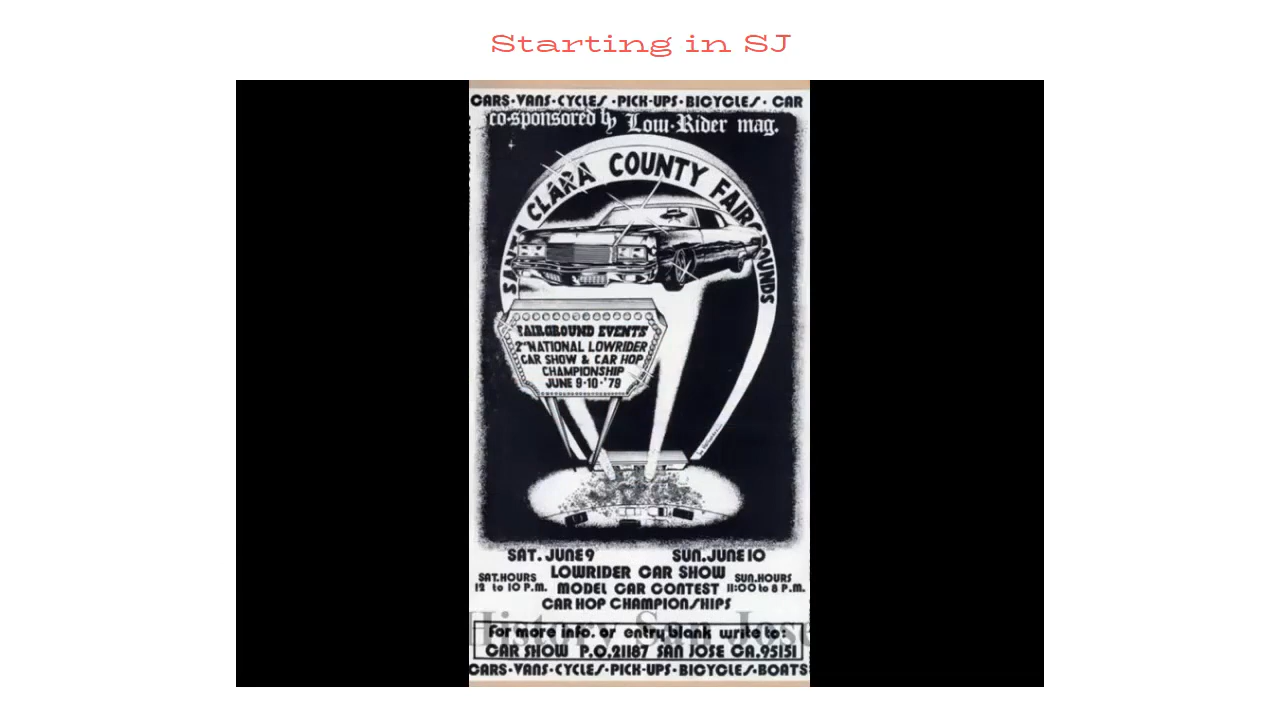 Starting in SJ
CARS•VANS•CYCLES•PICK-UPS•BICYCLES• CAR
co-sponsored by Low•Rider mag.
SANTA CLARA COUNTY FAIRGROUNDS
FAIRGROUND EVENTS
2ND NATIONAL LOWRIDER
CAR SHOW & CAR HOP
CHAMPIONSHIP
JUNE 9•10•'79
SAT. JUNE 9 SUN. JUNE 10
LOWRIDER CAR SHOW
SAT. HOURS
12 to 10 P.M.
MODEL CAR CONTEST
SUN. HOURS
11:00 to 8 P.M.
CAR HOP CHAMPIONSHIPS
History San Jose
For more info. or entry blank write to:
CAR SHOW P.O. 21187 SAN JOSE CA. 95151
CARS•VANS•CYCLES•PICK-UPS•BICYCLES•BOATS